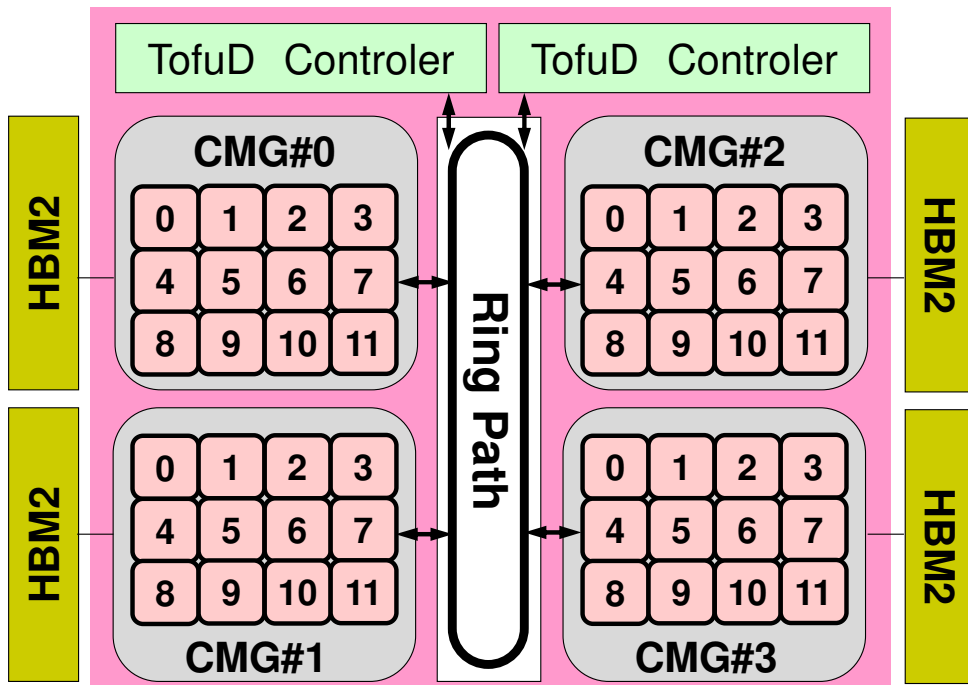 TofuD Controler
TofuD Controler
HBM2
CMG#0
0 1 2 3
4 5 6 7
8 9 10 11
Ring Path
CMG#2
0 1 2 3
4 5 6 7
8 9 10 11
HBM2
HBM2
0 1 2 3
4 5 6 7
8 9 10 11
CMG#1
0 1 2 3
4 5 6 7
8 9 10 11
CMG#3
HBM2